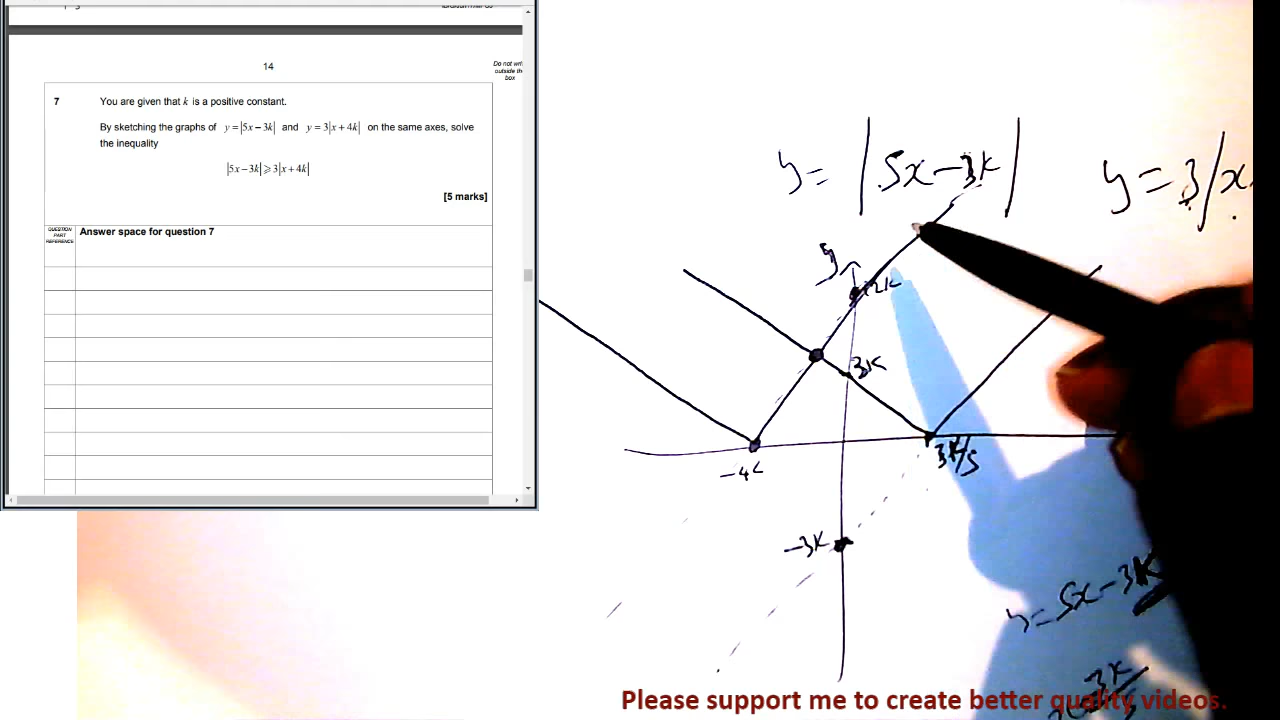 14
Do not wri
outside th
box
7 You are given that k is a positive constant.
By sketching the graphs of y=|5x−3k| and y=3|x+4k| on the same axes, solve
the inequality
|5x−3k|⩾3|x+4k|
[5 marks]
QUESTION
PART
REFERENCE
Answer space for question 7
y= |5x−3k|
y=3|x
y
12k
3k
−4k
3k/5
−3k
y=5x−3k
3k
Please support me to create better quality videos.